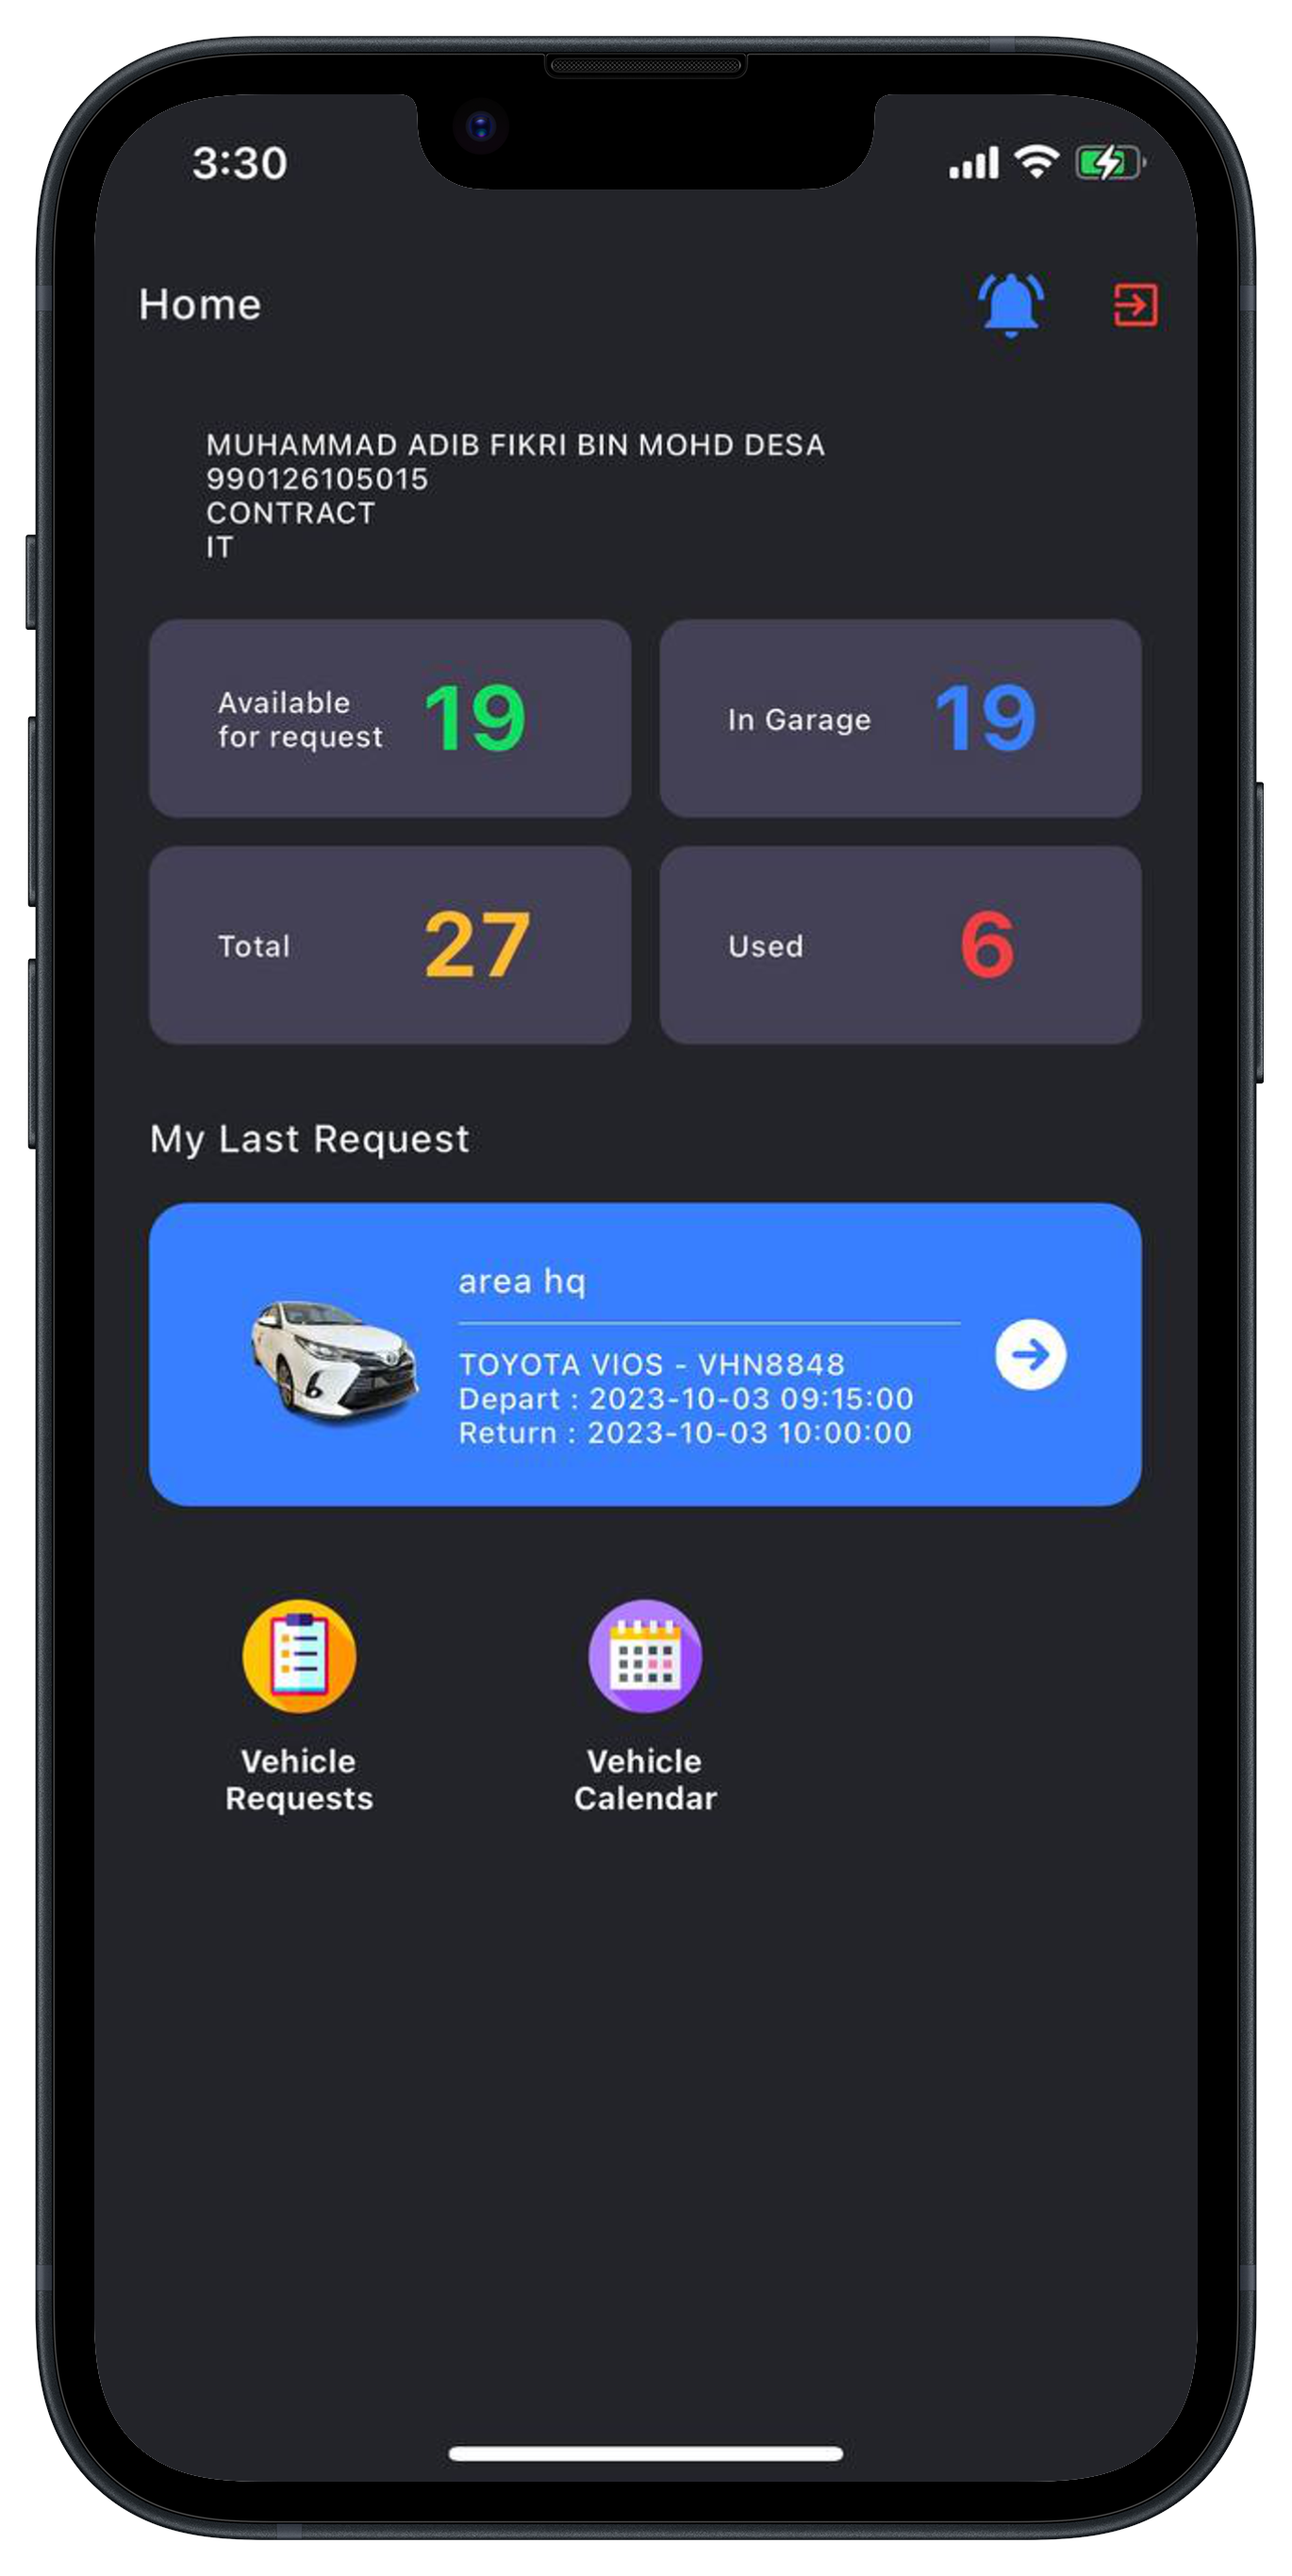 3:30
Home
MUHAMMAD ADIB FIKRI BIN MOHD DESA
990126105015
CONTRACT
IT
Available
for request
19
In Garage
19
Total
27
Used
6
My Last Request
area hq
TOYOTA VIOS - VHN8848
Depart : 2023-10-03 09:15:00
Return : 2023-10-03 10:00:00
Vehicle
Requests
Vehicle
Calendar